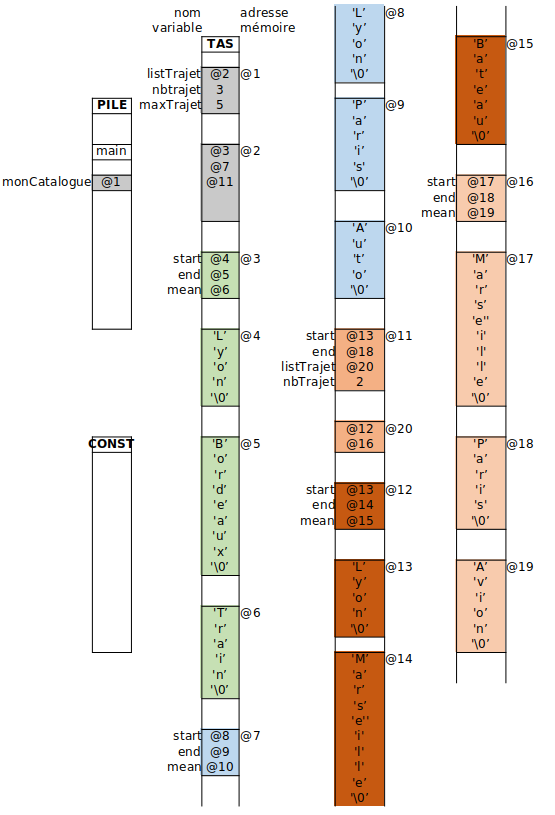 nom adresse
variable mémoire
TAS
listTrajet @2 @1
nbtrajet 3
maxTrajet 5
PILE
main
monCatalogue @1
@3 @2
@7
@11
start @4 @3
end @5
mean @6
'L’ @4
'y’
'o’
'n’
'\0’
CONST
'B’ @5
'o’
'r’
'd’
'e’
'a’
'u’
'x’
'\0’
'T’ @6
'r’
'a’
'i’
'n’
'\0’
start @8 @7
end @9
mean @10
'L’ @8
'y’
'o’
'n’
'\0’
'P’ @9
'a’
'r’
'i’
's'
'\0’
'A’ @10
'u’
't’
'o’
'\0’
start @13 @11
end @18
listTrajet @20
nbTrajet 2
@12 @20
@16
start @13 @12
end @14
mean @15
'L’ @13
'y’
'o’
'n’
'\0’
'M’ @14
'a’
'r’
's’
'e''
'i'
'l'
'l'
'e’
'\0’
'B’ @15
'a’
't’
'e’
'a’
'u’
'\0’
start @17 @16
end @18
mean @19
'M’ @17
'a’
'r’
's’
'e''
'i'
'l'
'l'
'e’
'\0’
'P’ @18
'a’
'r’
'i’
's'
'\0’
'A’ @19
'v’
'i’
'o’
'n’
'\0’